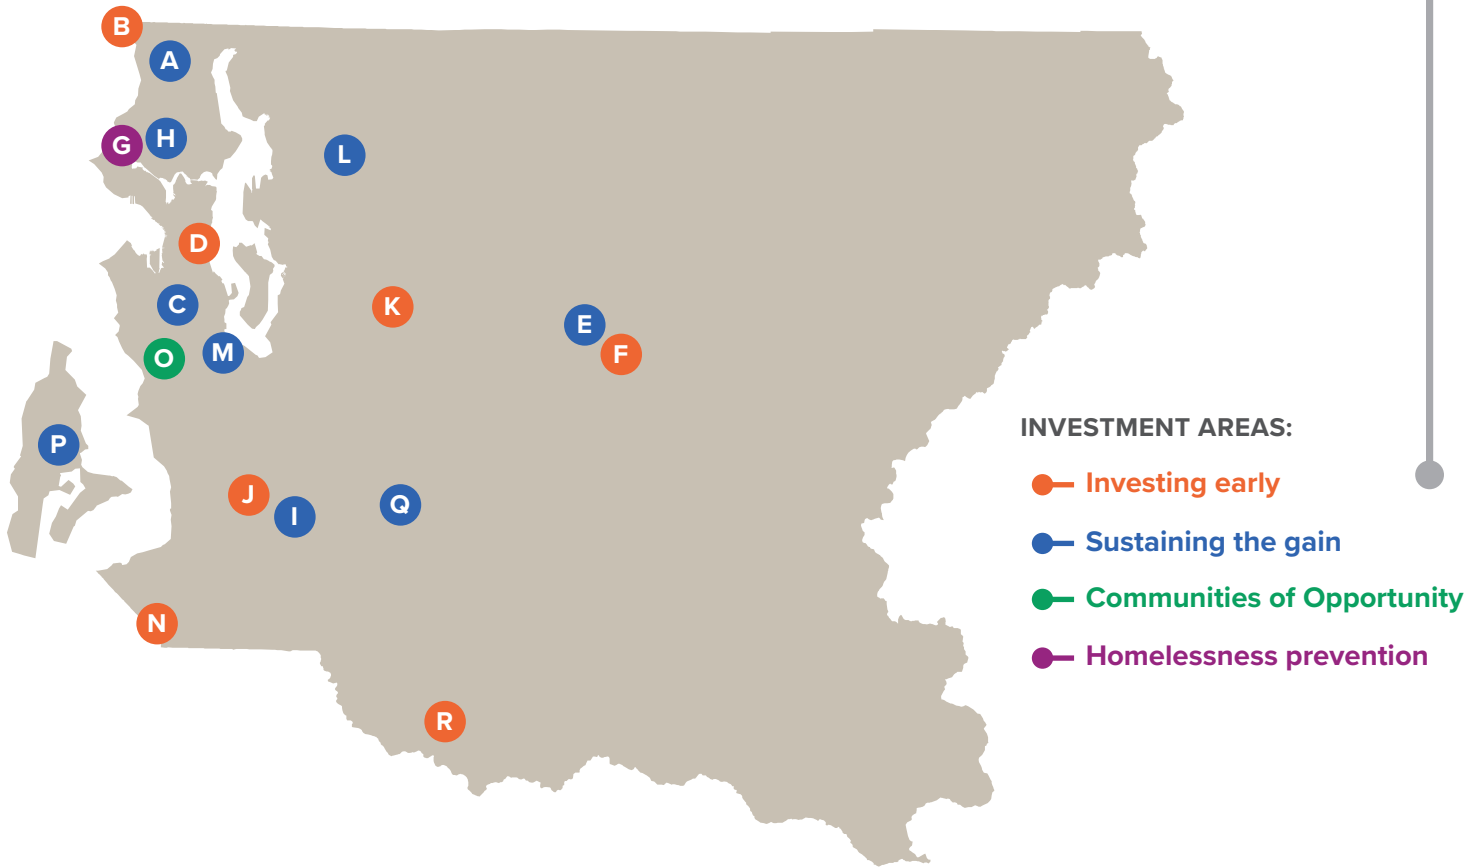 B
A
H
G
L
D
C
K
E
M
F
O
P
J
Q
I
N
R
INVESTMENT AREAS:
Investing early
Sustaining the gain
Communities of Opportunity
Homelessness prevention